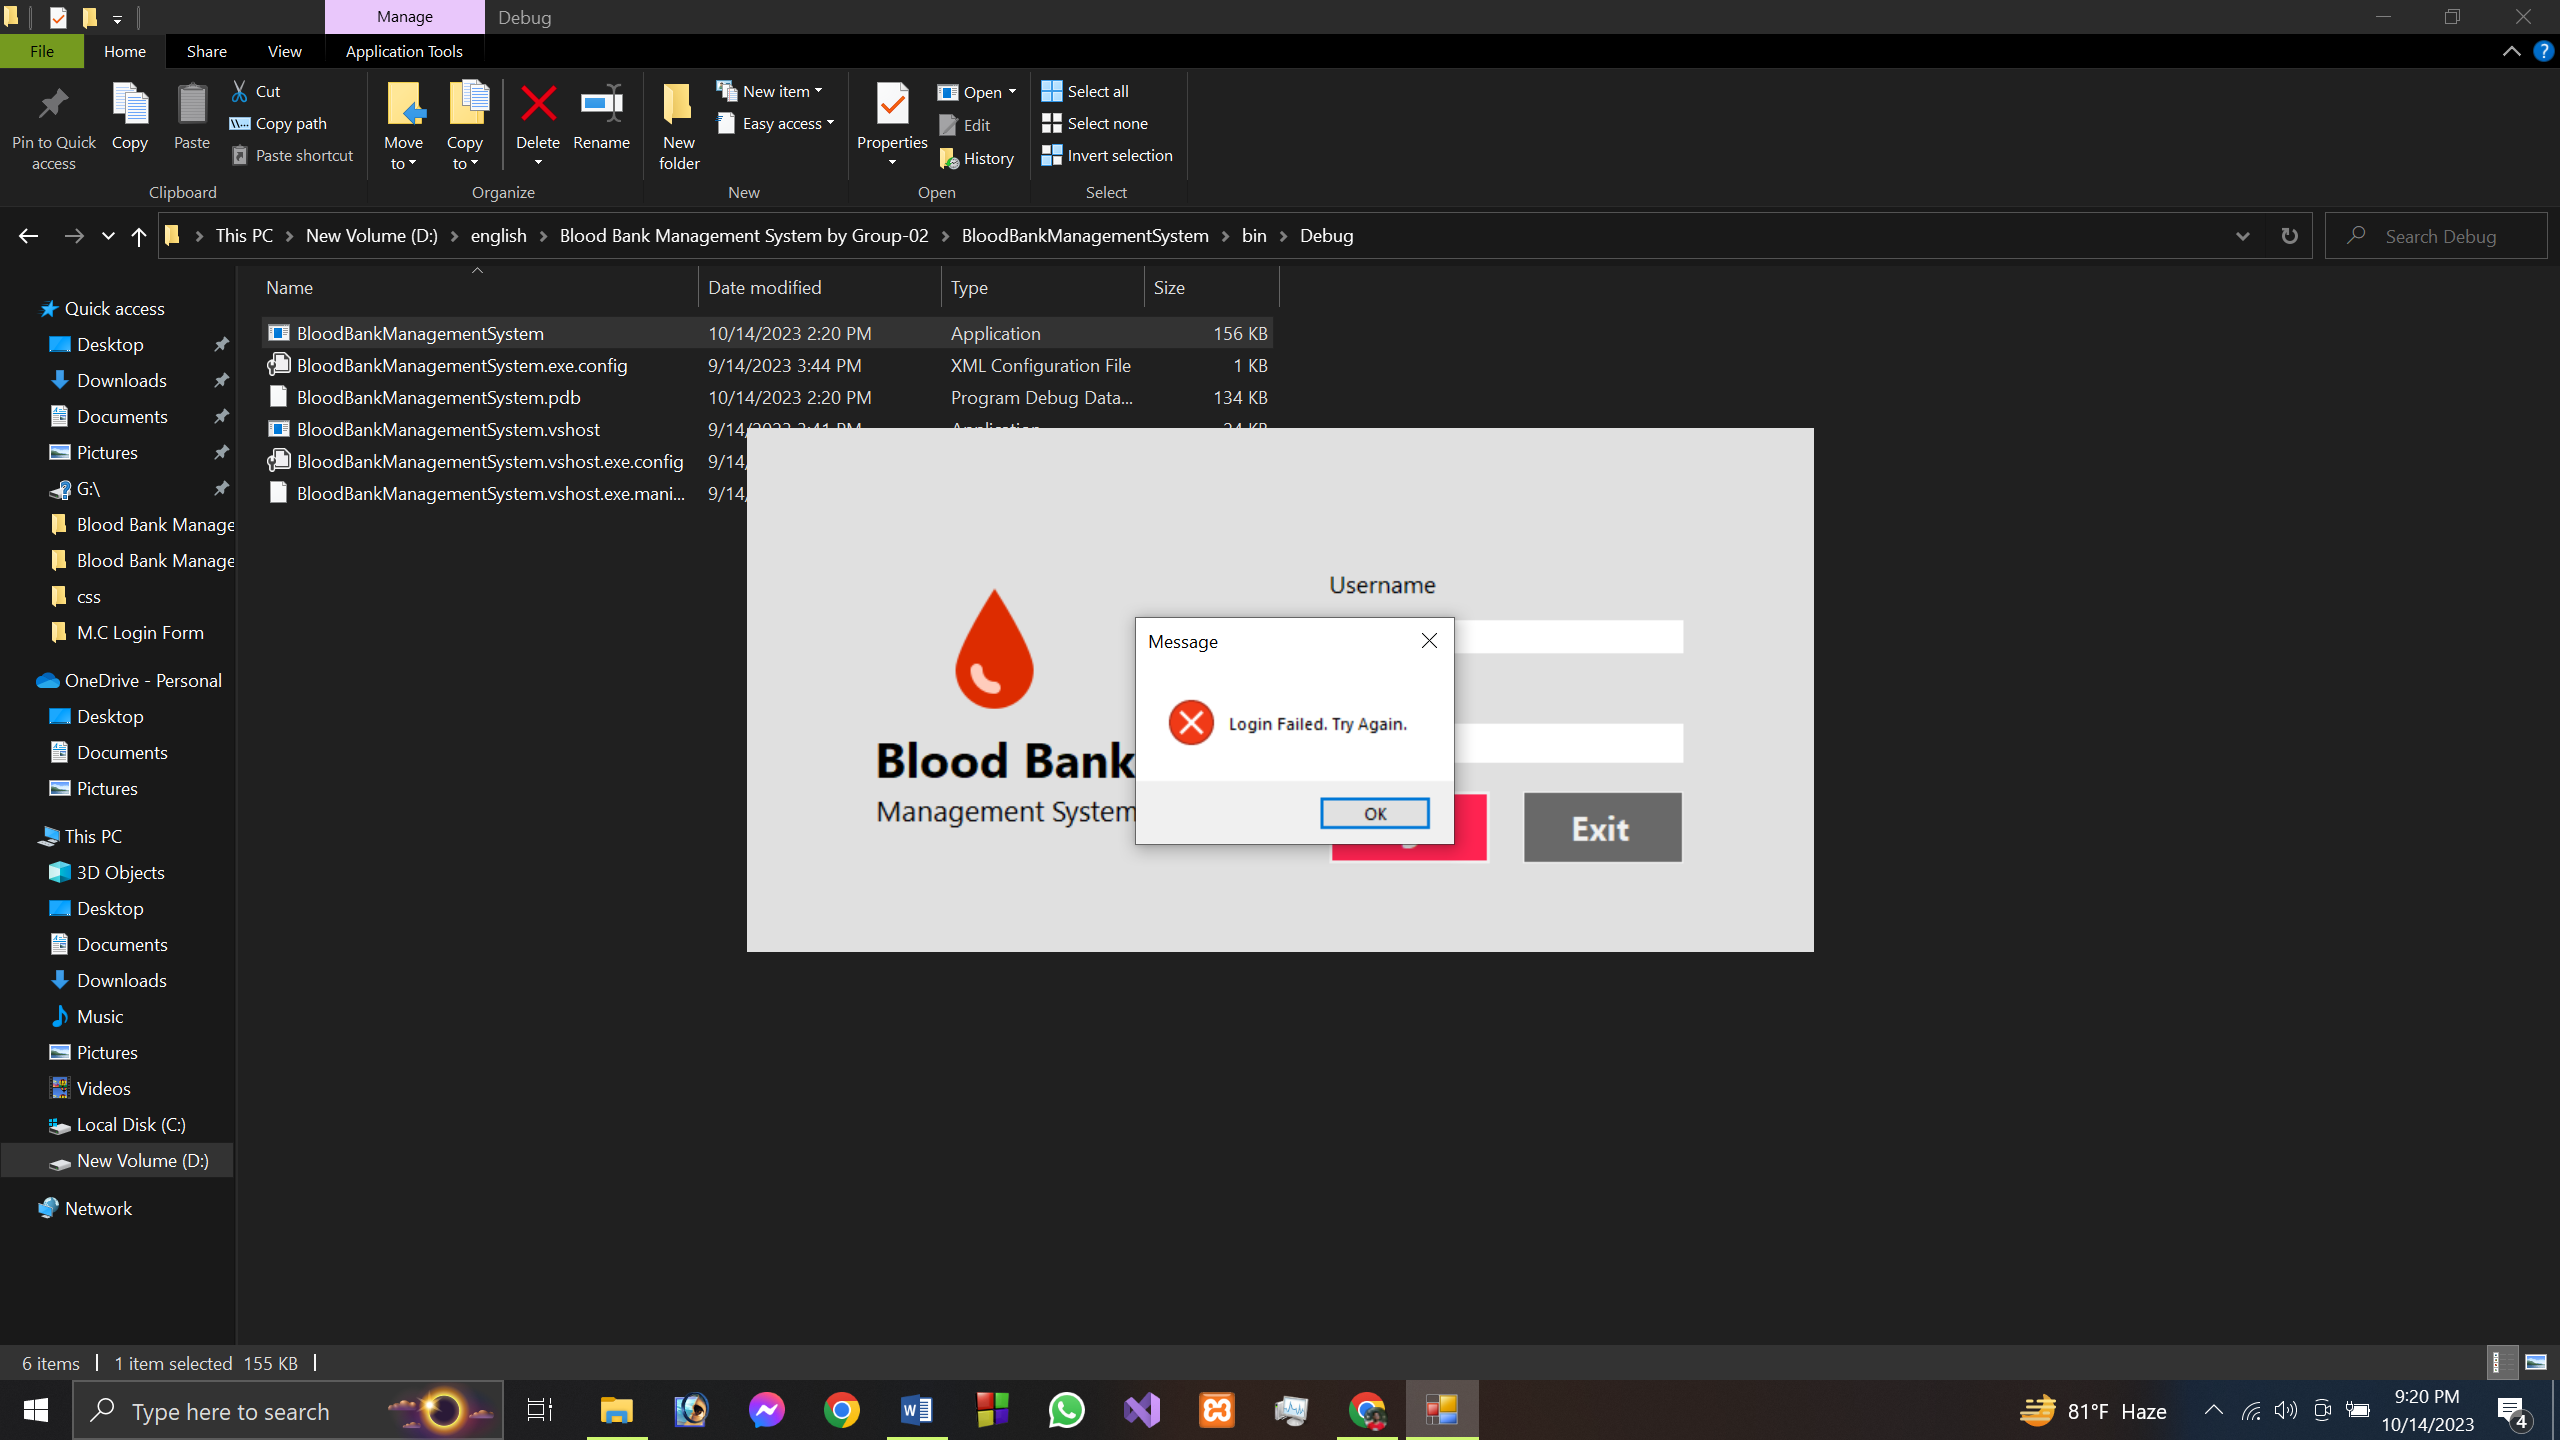 Manage
Debug
File
Home
Share
View
Application Tools
Pin to Quick access
Copy
Paste
Cut
Copy path
Paste shortcut
Clipboard
Move to
Copy to
Delete
Rename
Organize
New folder
New item
Easy access
New
Properties
Open
Edit
History
Open
Select all
Select none
Invert selection
Select
This PC
New Volume (D:)
english
Blood Bank Management System by Group-02
BloodBankManagementSystem
bin
Debug
Search Debug
Name
Date modified
Type
Size
BloodBankManagementSystem 10/14/2023 2:20 PM Application 156 KB
BloodBankManagementSystem.exe.config 9/14/2023 3:44 PM XML Configuration File 1 KB
BloodBankManagementSystem.pdb 10/14/2023 2:20 PM Program Debug Data... 134 KB
BloodBankManagementSystem.vshost 9/14/2023 3:41 PM Application 24 KB
BloodBankManagementSystem.vshost.exe.config 9/14/
BloodBankManagementSystem.vshost.exe.mani... 9/14/
Quick access
Desktop
Downloads
Documents
Pictures
G:\
Blood Bank Manage
Blood Bank Manage
css
M.C Login Form
OneDrive - Personal
Desktop
Documents
Pictures
This PC
3D Objects
Desktop
Documents
Downloads
Music
Pictures
Videos
Local Disk (C:)
New Volume (D:)
Network
Username
Blood Bank
Management System
Message
Login Failed. Try Again.
OK
Exit
6 items
1 item selected 155 KB
Type here to search
81°F Haze
9:20 PM
10/14/2023
4